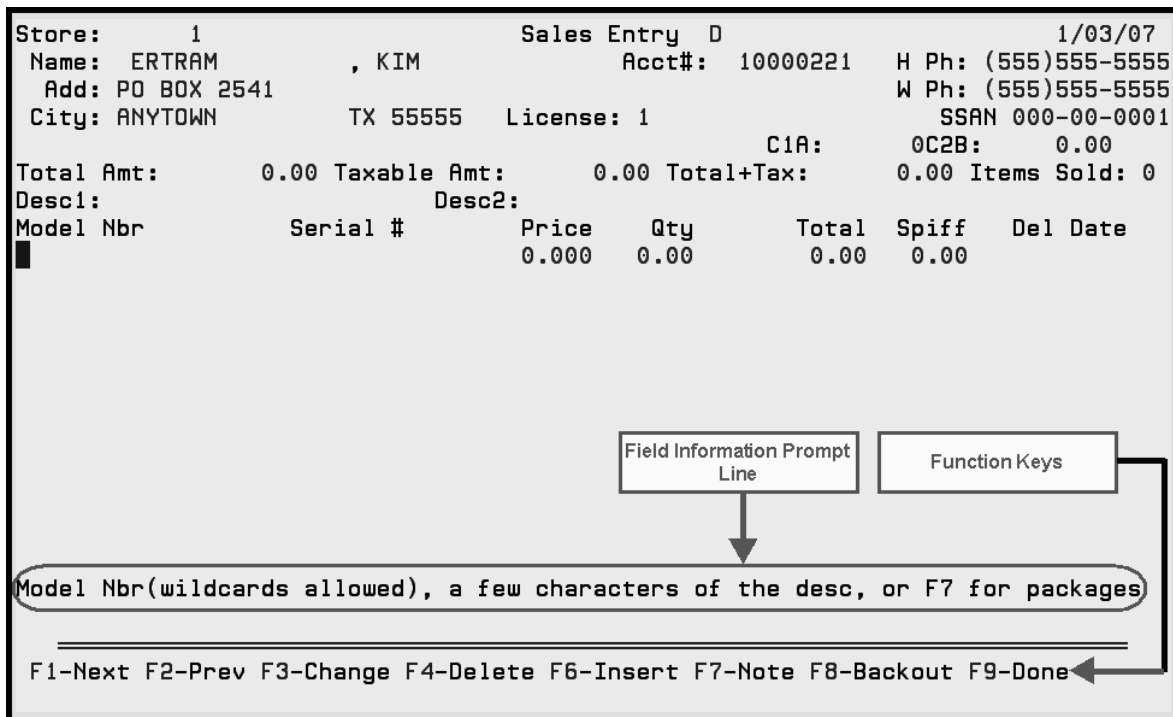 Store: 1 Sales Entry D 1/03/07
Name: ERTRAM , KIM Acct#: 10000221 H Ph: (555)555-5555
Add: PO BOX 2541 W Ph: (555)555-5555
City: ANYTOWN TX 55555 License: 1 SSAN 000-00-0001
C1A: 0C2B: 0.00
Total Amt: 0.00 Taxable Amt: 0.00 Total+Tax: 0.00 Items Sold: 0
Desc1: Desc2:
Model Nbr Serial # Price Qty Total Spiff Del Date
0.000 0.00 0.00 0.00
Field Information Prompt
Line
Function Keys
Model Nbr(wildcards allowed), a few characters of the desc, or F7 for packages
F1-Next F2-Prev F3-Change F4-Delete F6-Insert F7-Note F8-Backout F9-Done